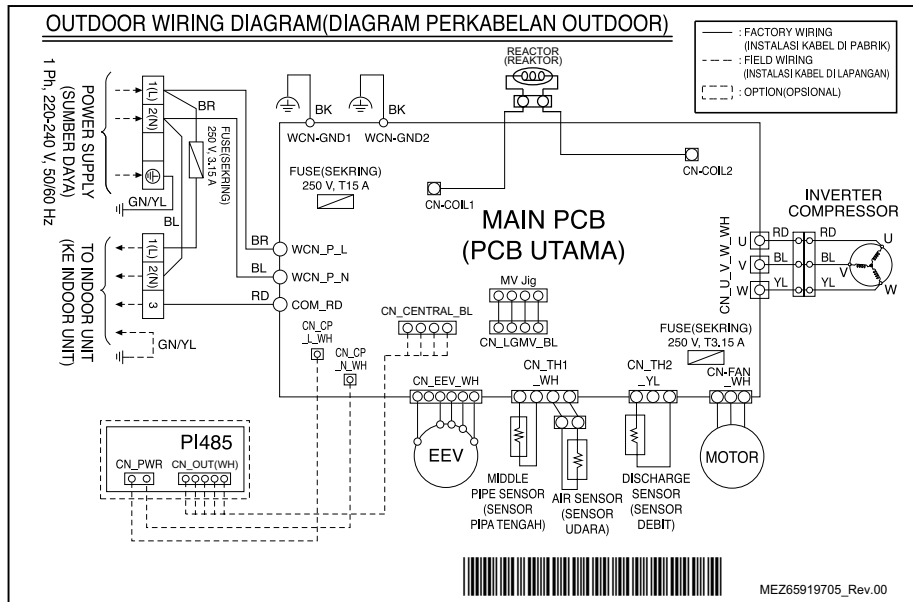 OUTDOOR WIRING DIAGRAM(DIAGRAM PERKABELAN OUTDOOR)
: FACTORY WIRING
(INSTALASI KABEL DI PABRIK)
: FIELD WIRING
(INSTALASI KABEL DI LAPANGAN)
: OPTION(OPSIONAL)
POWER SUPPLY
(SUMBER DAYA)
1 Ph, 220-240 V, 50/60 Hz
1(L)
2(N)
GN/YL
BR
FUSE(SEKRING)
250 V, 3.15 A
BL
TO INDOOR UNIT
(KE INDOOR UNIT)
1(L)
2(N)
3
GN/YL
BK
BK
WCN-GND1
WCN-GND2
REACTOR
(REAKTOR)
FUSE(SEKRING)
250 V, T15 A
CN-COIL1
CN-COIL2
MAIN PCB
(PCB UTAMA)
BR
WCN_P_L
BL
WCN_P_N
RD
COM_RD
INVERTER
COMPRESSOR
CN_U_V_W_WH
U
RD
RD
U
V
BL
BL
V
W
YL
YL
W
CN_CP
_L_WH
CN_CP
_N_WH
CN_CENTRAL_BL
MV Jig
CN_LGMV_BL
FUSE(SEKRING)
250 V, T3.15 A
CN_EEV_WH
CN_TH1
_WH
CN_TH2
_YL
CN-FAN
_WH
EEV
MIDDLE
PIPE SENSOR
(SENSOR
PIPA TENGAH)
AIR SENSOR
(SENSOR
UDARA)
DISCHARGE
SENSOR
(SENSOR
DEBIT)
MOTOR
PI485
CN_PWR
CN_OUT(WH)
MEZ65919705_Rev.00